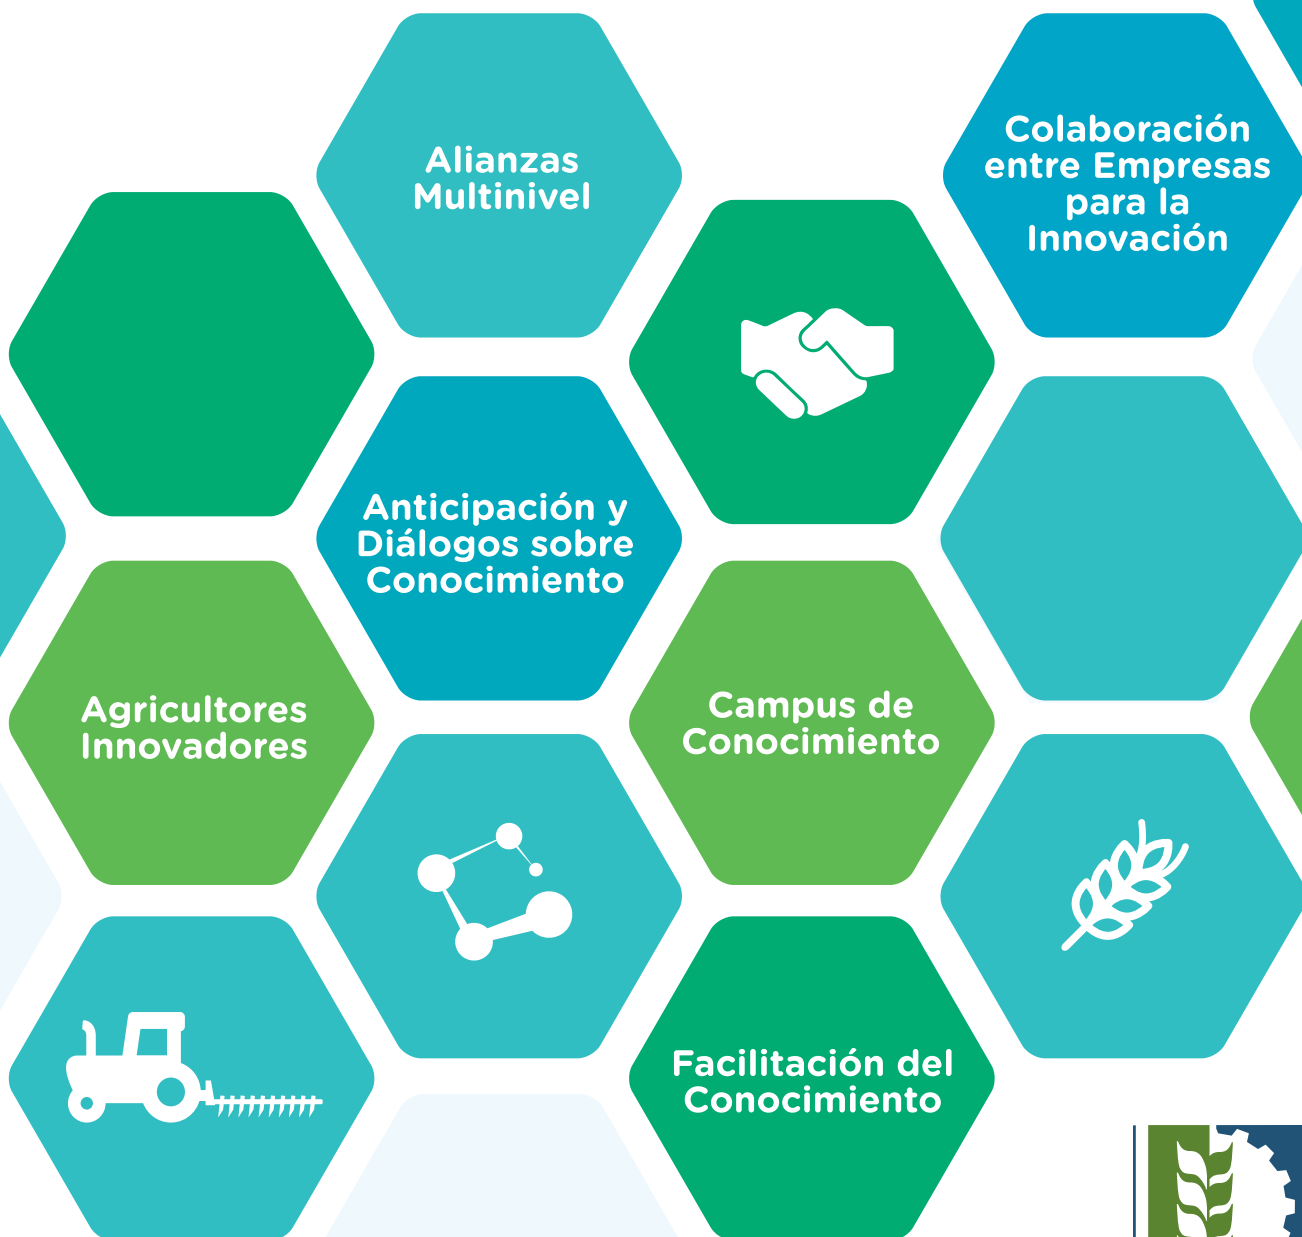 Alianzas
Multinivel
Colaboración
entre Empresas
para la
Innovación
Anticipación y
Diálogos sobre
Conocimiento
Agricultores
Innovadores
Campus de
Conocimiento
Facilitación del
Conocimiento